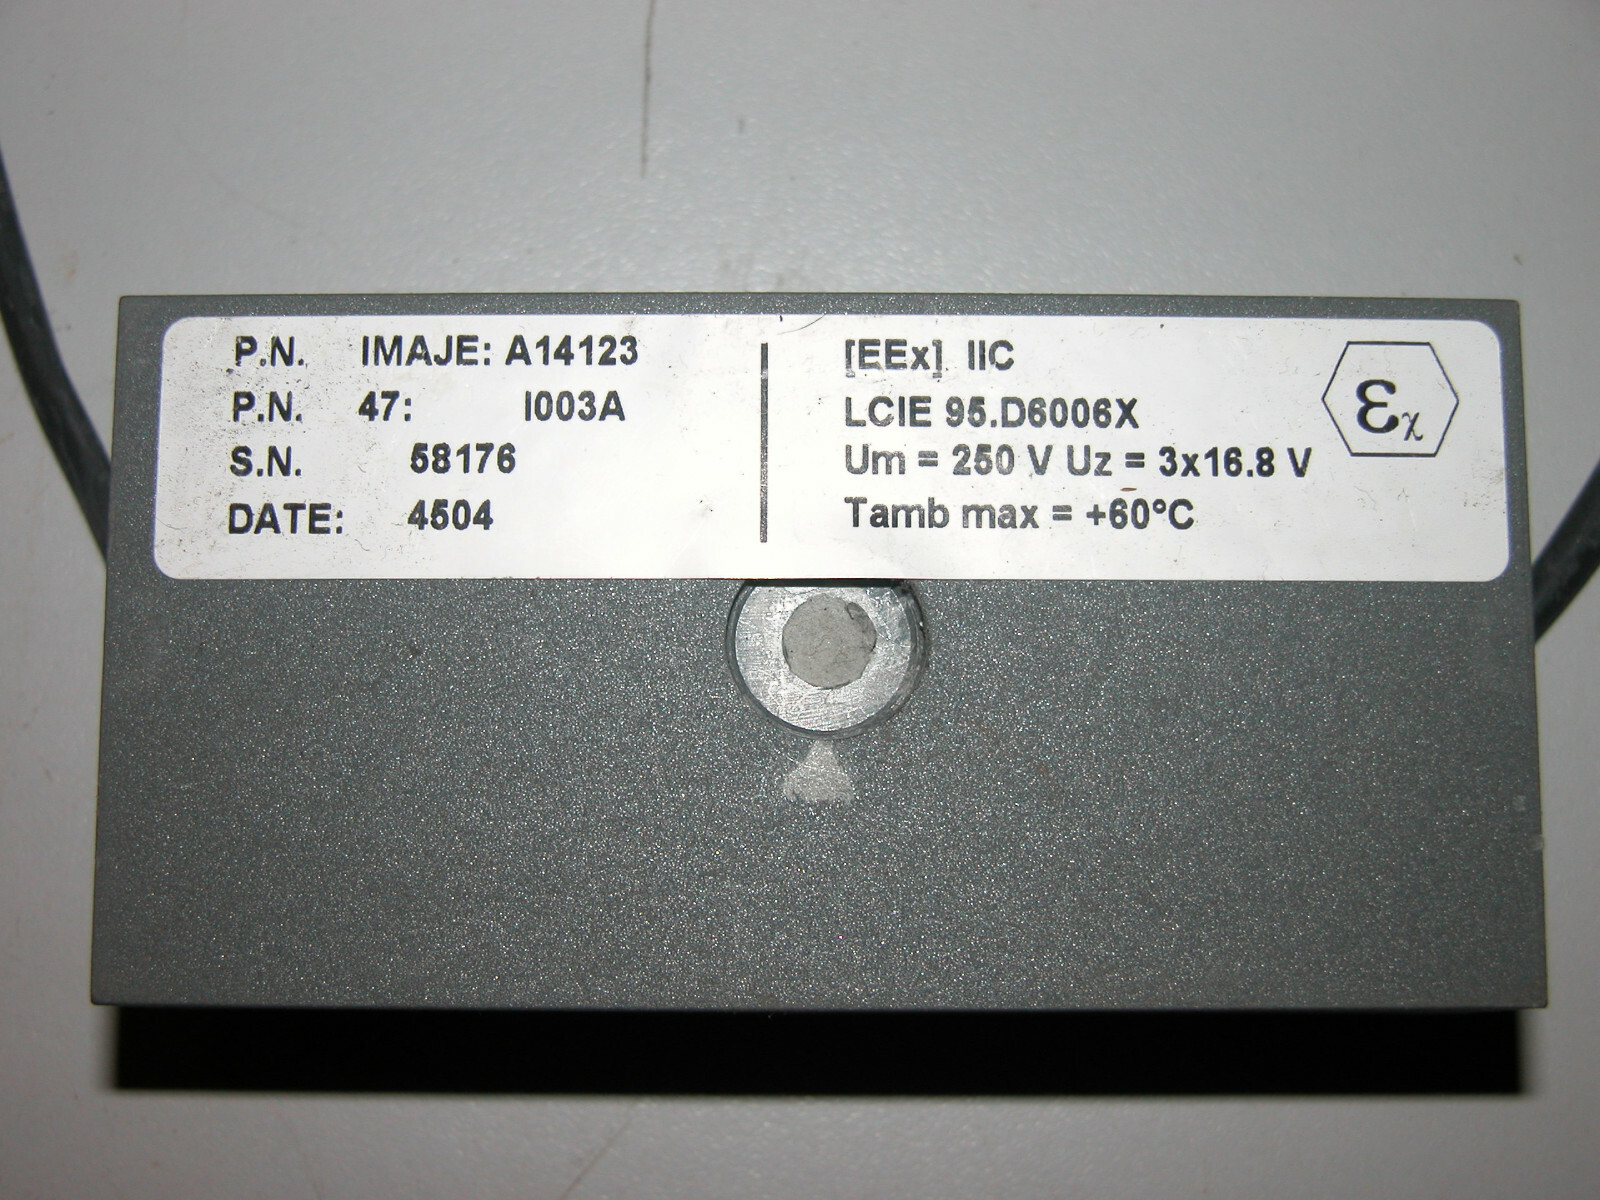 P.N. IMAJE: A14123
P.N. 47: I003A
S.N. 58176
DATE: 4504
[EEx] IIC
LCIE 95.D6006X
Um = 250 V Uz = 3x16.8 V
Tamb max = +60°C
εχ